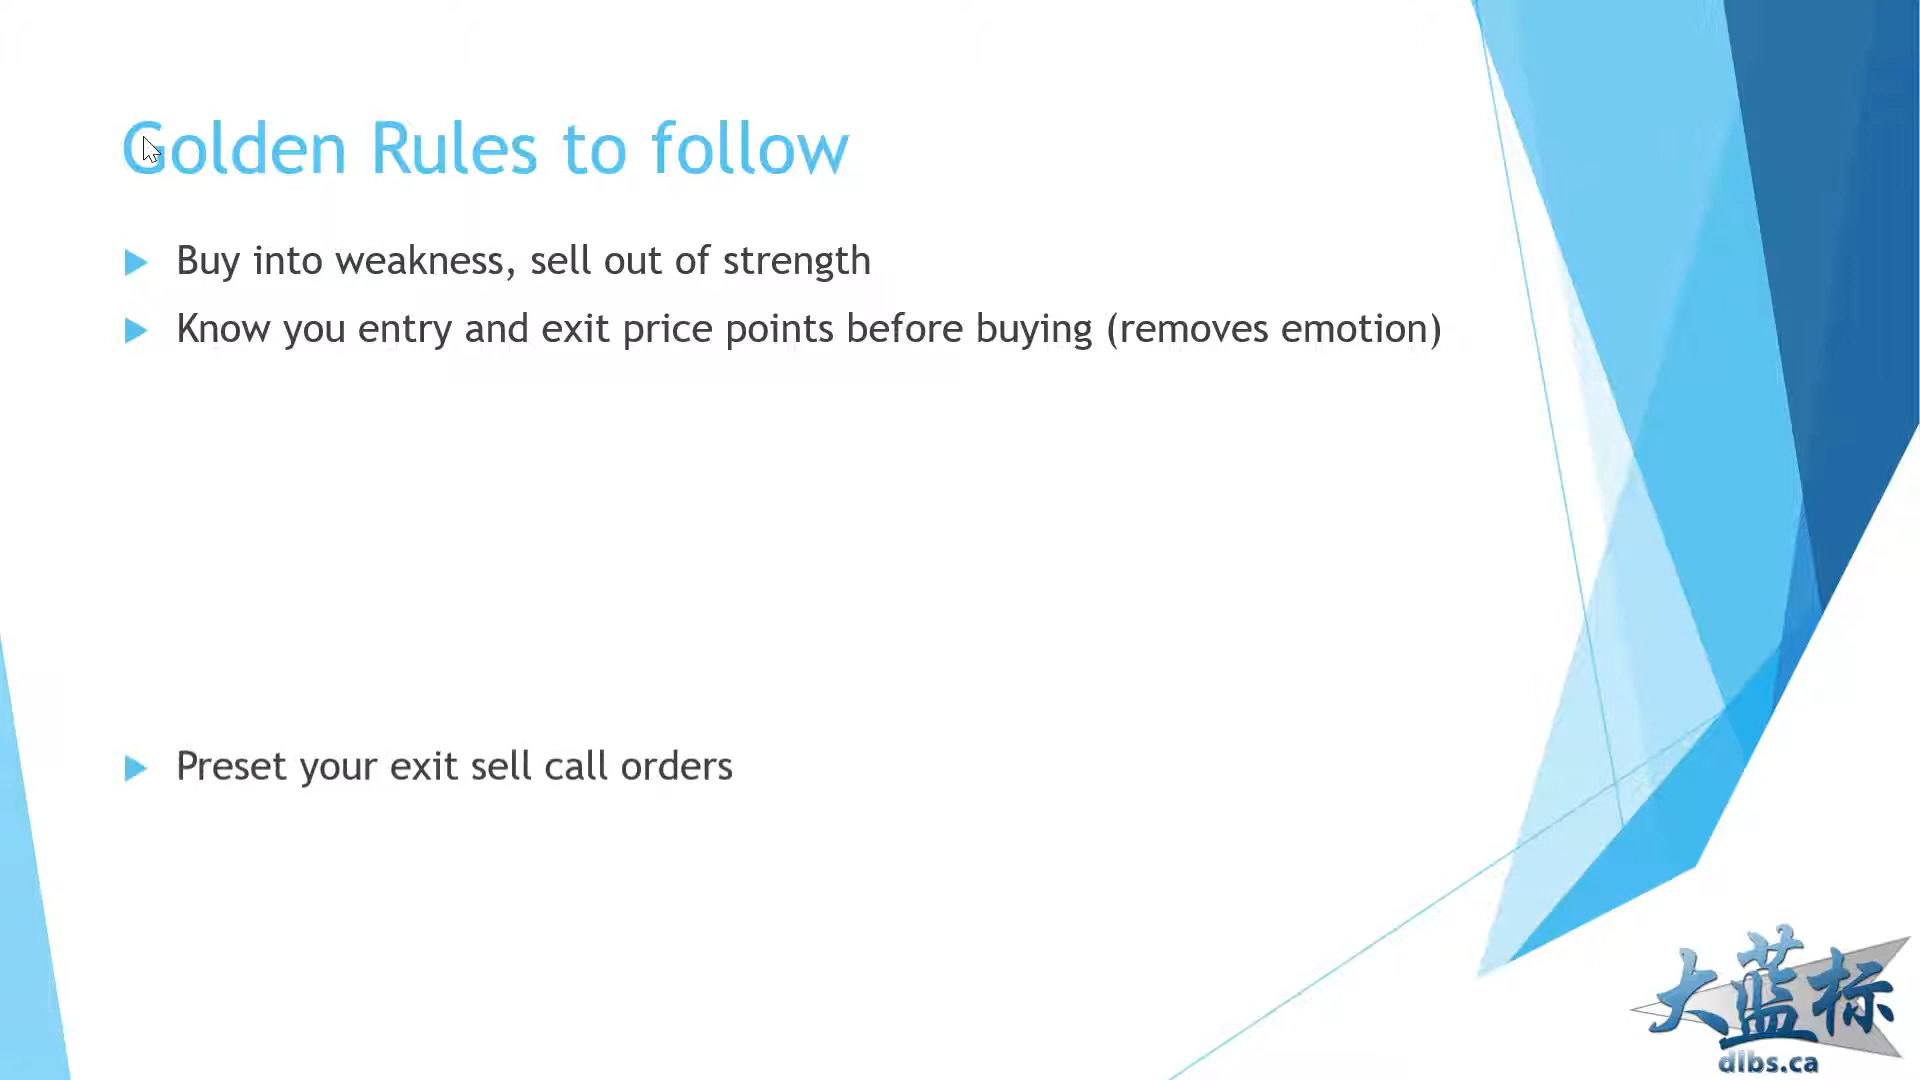 Golden Rules to follow
Buy into weakness, sell out of strength
Know you entry and exit price points before buying (removes emotion)
Preset your exit sell call orders
大蓝标
dlbs.ca